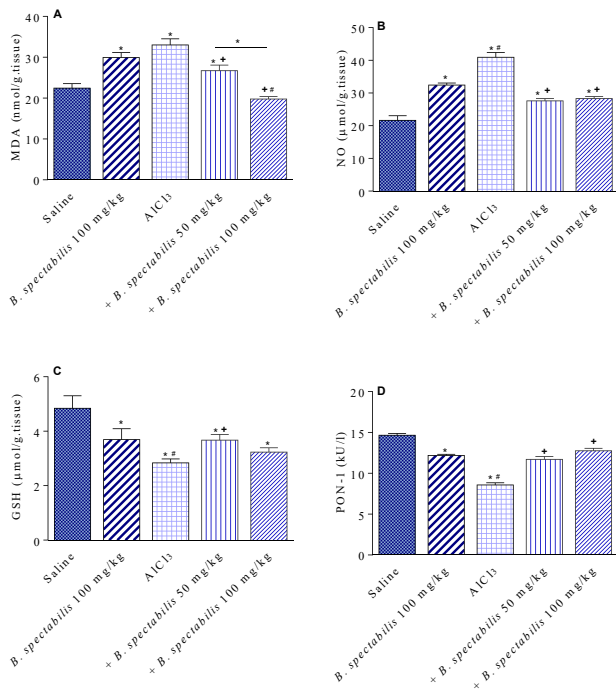 A
MDA (nmol/g.tissue)
40
30
20
10
0
*
*
* +
*
+ #
Saline
B. spectabilis 100 mg/kg
AlCl3
+ B. spectabilis 50 mg/kg
+ B. spectabilis 100 mg/kg
B
NO (µmol/g.tissue)
50
40
30
20
10
0
*
* #
* +
* +
Saline
B. spectabilis 100 mg/kg
AlCl3
+ B. spectabilis 50 mg/kg
+ B. spectabilis 100 mg/kg
C
GSH (µmol/g.tissue)
6
4
2
0
*
* #
* +
*
Saline
B. spectabilis 100 mg/kg
AlCl3
+ B. spectabilis 50 mg/kg
+ B. spectabilis 100 mg/kg
D
PON-1 (kU/l)
20
15
10
5
0
*
* #
+
+
Saline
B. spectabilis 100 mg/kg
AlCl3
+ B. spectabilis 50 mg/kg
+ B. spectabilis 100 mg/kg